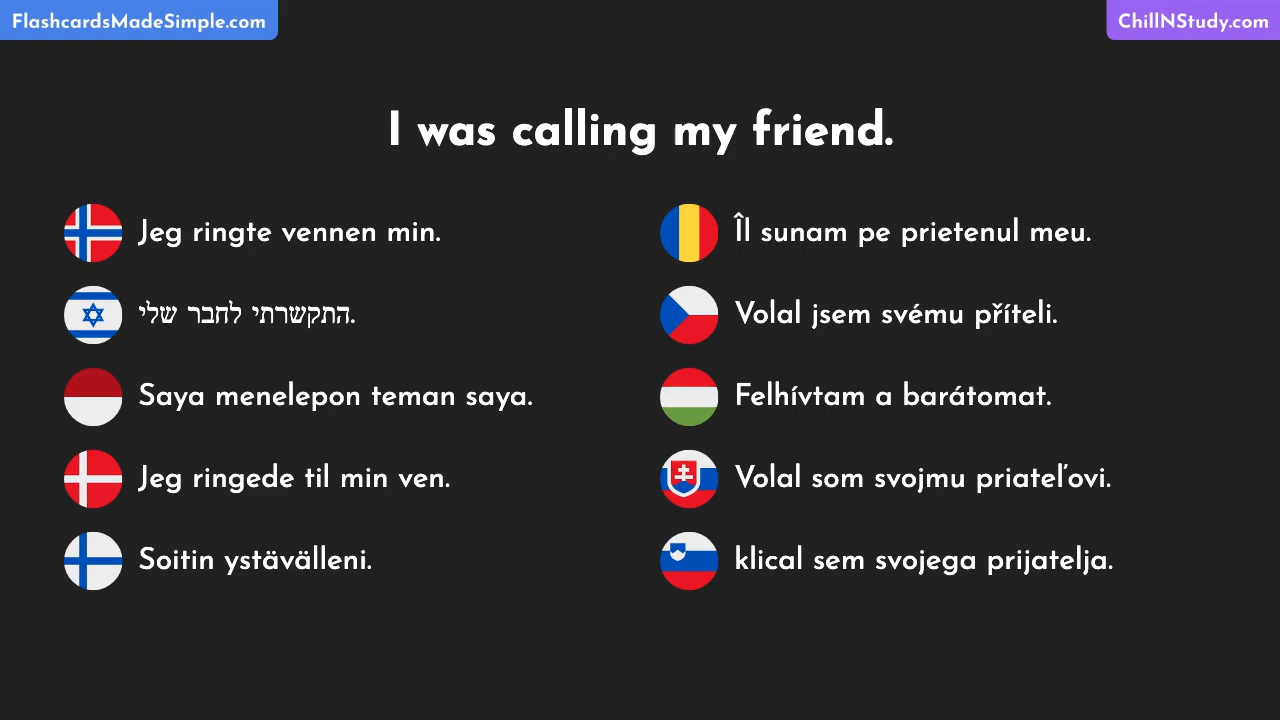 FlashcardsMadeSimple.com
ChillNStudy.com
I was calling my friend.
Jeg ringte vennen min.
התקשרתי לחבר שלי.
Saya menelepon teman saya.
Jeg ringede til min ven.
Soitin ystävälleni.
Îl sunam pe prietenul meu.
Volal jsem svému příteli.
Felhívtam a barátomat.
Volal som svojmu priateľovi.
klical sem svojega prijatelja.